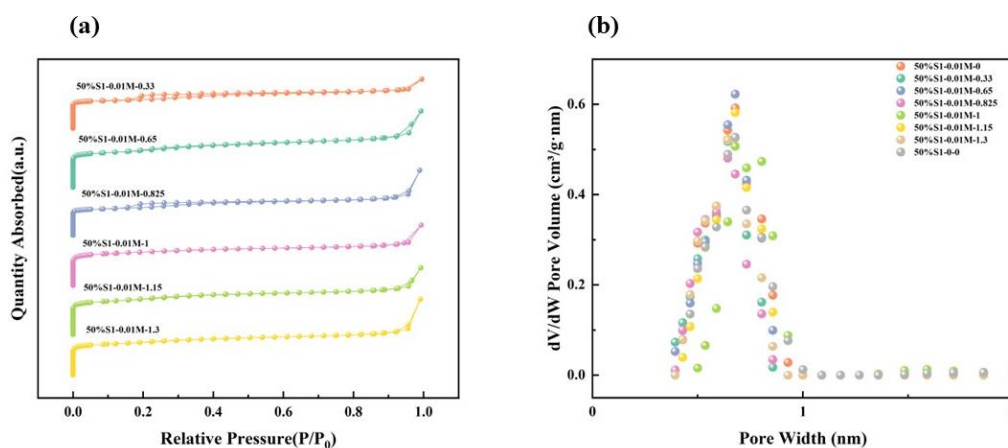 (a)
Quantity Absorbed(a.u.)
50%S1-0.01M-0.33
50%S1-0.01M-0.65
50%S1-0.01M-0.825
50%S1-0.01M-1
50%S1-0.01M-1.15
50%S1-0.01M-1.3
0.0 0.2 0.4 0.6 0.8 1.0
Relative Pressure(P/P₀)
(b)
dV/dW Pore Volume (cm³/g·nm)
0.6
0.4
0.2
0.0
50%S1-0.01M-0
50%S1-0.01M-0.33
50%S1-0.01M-0.65
50%S1-0.01M-0.825
50%S1-0.01M-1
50%S1-0.01M-1.15
50%S1-0.01M-1.3
50%S1-0-0
0 1
Pore Width (nm)